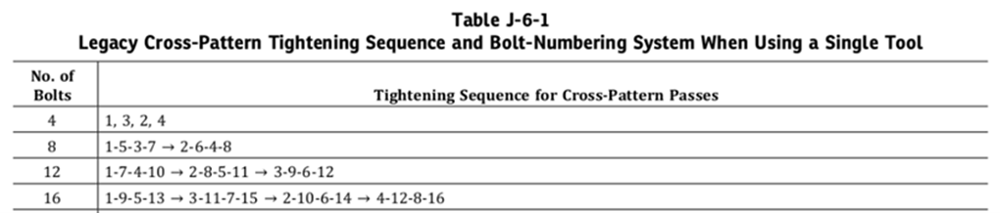 Table J-6-1
Legacy Cross-Pattern Tightening Sequence and Bolt-Numbering System When Using a Single Tool
No. of
Bolts
Tightening Sequence for Cross-Pattern Passes
4 1, 3, 2, 4
8 1-5-3-7 → 2-6-4-8
12 1-7-4-10 → 2-8-5-11 → 3-9-6-12
16 1-9-5-13 → 3-11-7-15 → 2-10-6-14 → 4-12-8-16